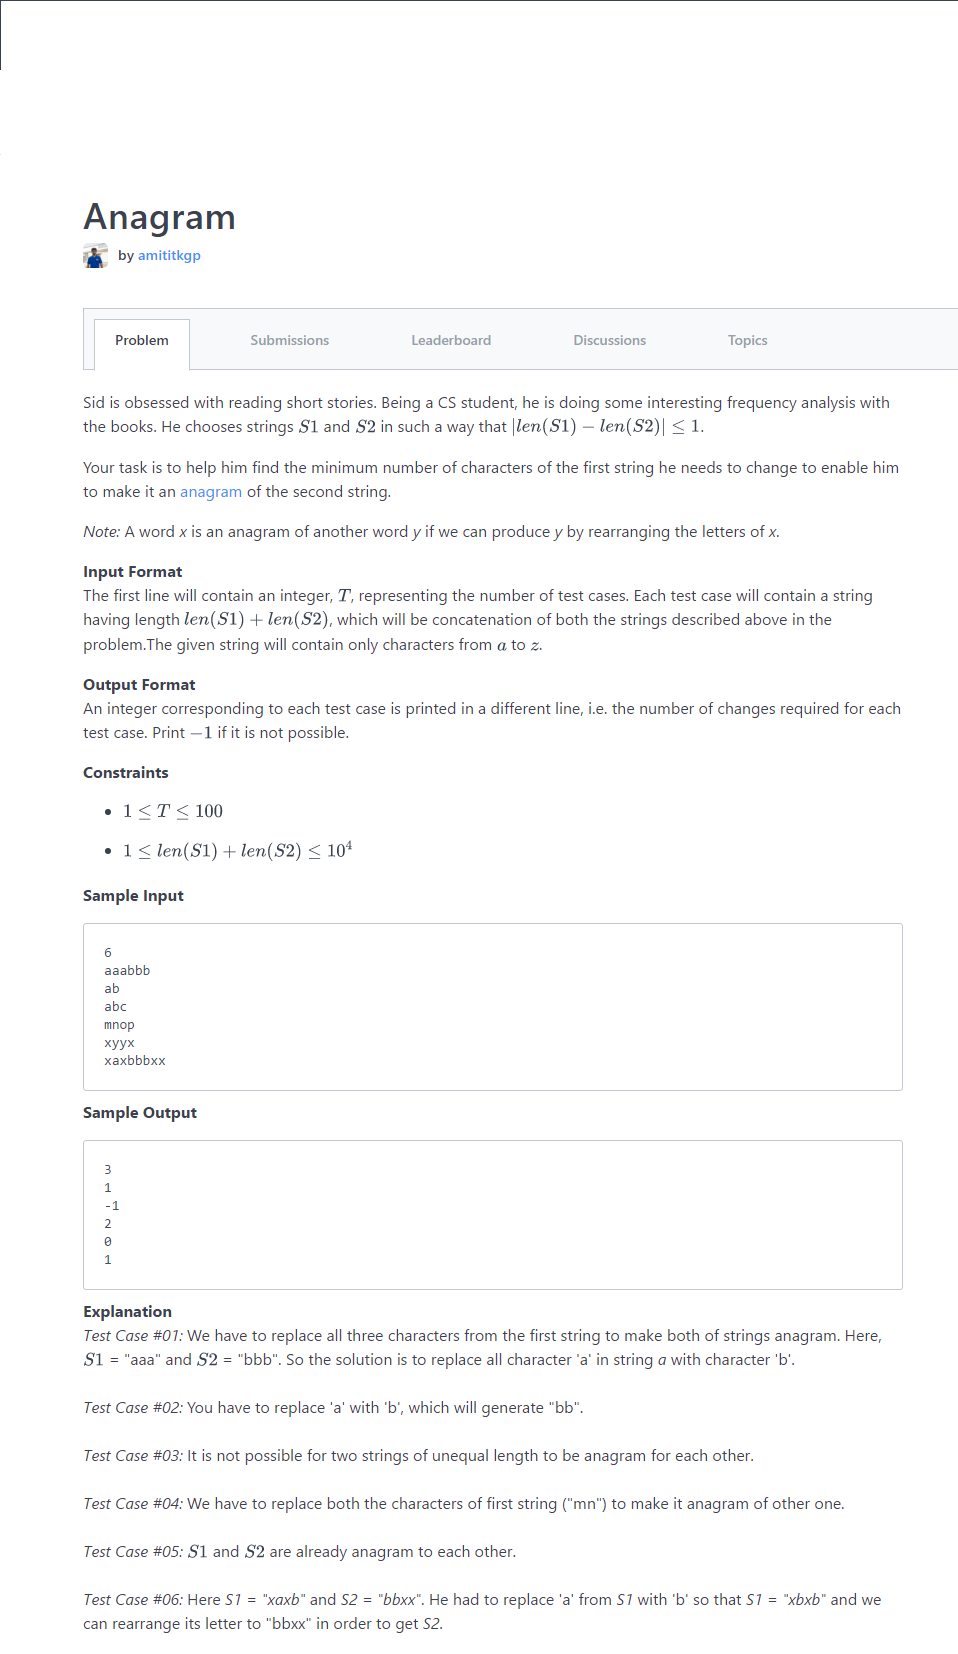 Anagram
by amititkgp
Problem Submissions Leaderboard Discussions Topics
Sid is obsessed with reading short stories. Being a CS student, he is doing some interesting frequency analysis with
the books. He chooses strings S1 and S2 in such a way that |len(S1) − len(S2)| ≤ 1.
Your task is to help him find the minimum number of characters of the first string he needs to change to enable him
to make it an anagram of the second string.
Note: A word x is an anagram of another word y if we can produce y by rearranging the letters of x.
Input Format
The first line will contain an integer, T, representing the number of test cases. Each test case will contain a string
having length len(S1) + len(S2), which will be concatenation of both the strings described above in the
problem.The given string will contain only characters from a to z.
Output Format
An integer corresponding to each test case is printed in a different line, i.e. the number of changes required for each
test case. Print −1 if it is not possible.
Constraints
• 1 ≤ T ≤ 100
• 1 ≤ len(S1) + len(S2) ≤ 10⁴
Sample Input
6
aaabbb
ab
abc
mnop
xyyx
xaxbbbxx
Sample Output
3
1
-1
2
0
1
Explanation
Test Case #01: We have to replace all three characters from the first string to make both of strings anagram. Here,
S1 = "aaa" and S2 = "bbb". So the solution is to replace all character 'a' in string a with character 'b'.
Test Case #02: You have to replace 'a' with 'b', which will generate "bb".
Test Case #03: It is not possible for two strings of unequal length to be anagram for each other.
Test Case #04: We have to replace both the characters of first string ("mn") to make it anagram of other one.
Test Case #05: S1 and S2 are already anagram to each other.
Test Case #06: Here S1 = "xaxb" and S2 = "bbxx". He had to replace 'a' from S1 with 'b' so that S1 = "xbxb" and we
can rearrange its letter to "bbxx" in order to get S2.